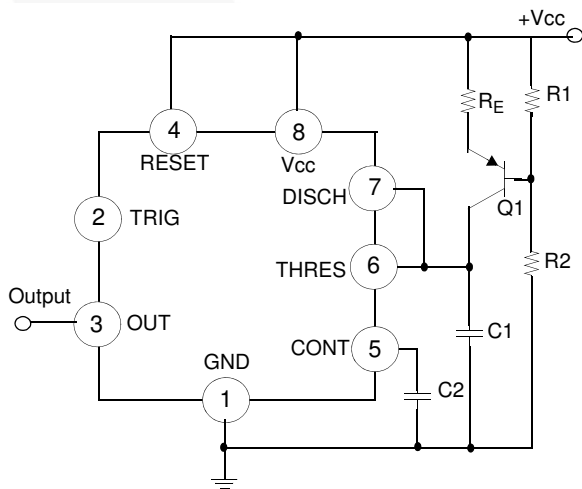 +Vcc
4
8
RE
R1
RESET
Vcc
7
DISCH
Q1
2
TRIG
6
THRES
R2
Output
3
OUT
C1
GND
CONT
5
1
C2